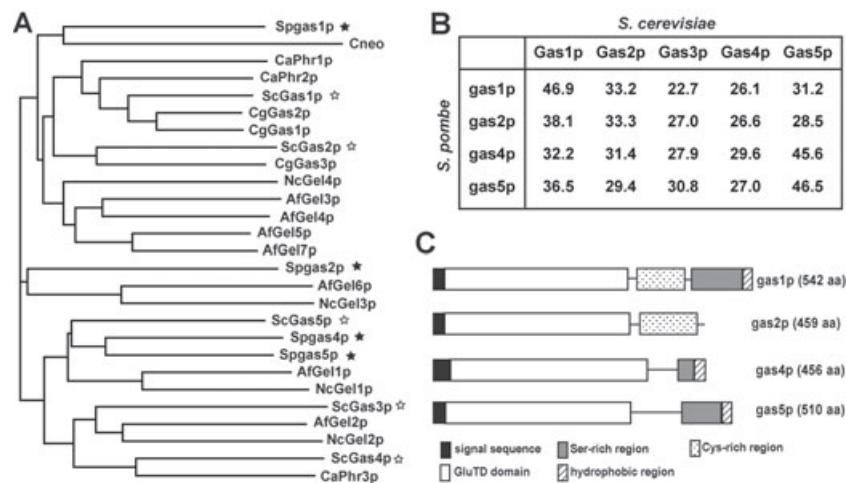 A
Spgas1p ★
Cneo
CaPhr1p
CaPhr2p
ScGas1p ☆
CgGas2p
CgGas1p
ScGas2p ☆
CgGas3p
NcGel4p
AfGel3p
AfGel4p
AfGel5p
AfGel7p
Spgas2p ★
AfGel6p
NcGel3p
ScGas5p ☆
Spgas4p ★
Spgas5p ★
AfGel1p
NcGel1p
ScGas3p ☆
AfGel2p
NcGel2p
ScGas4p ☆
CaPhr3p
B
S. cerevisiae
Gas1p Gas2p Gas3p Gas4p Gas5p
S. pombe
gas1p 46.9 33.2 22.7 26.1 31.2
gas2p 38.1 33.3 27.0 26.6 28.5
gas4p 32.2 31.4 27.9 29.6 45.6
gas5p 36.5 29.4 30.8 27.0 46.5
C
gas1p (542 aa)
gas2p (459 aa)
gas4p (456 aa)
gas5p (510 aa)
signal sequence Ser-rich region Cys-rich region
GluTD domain hydrophobic region